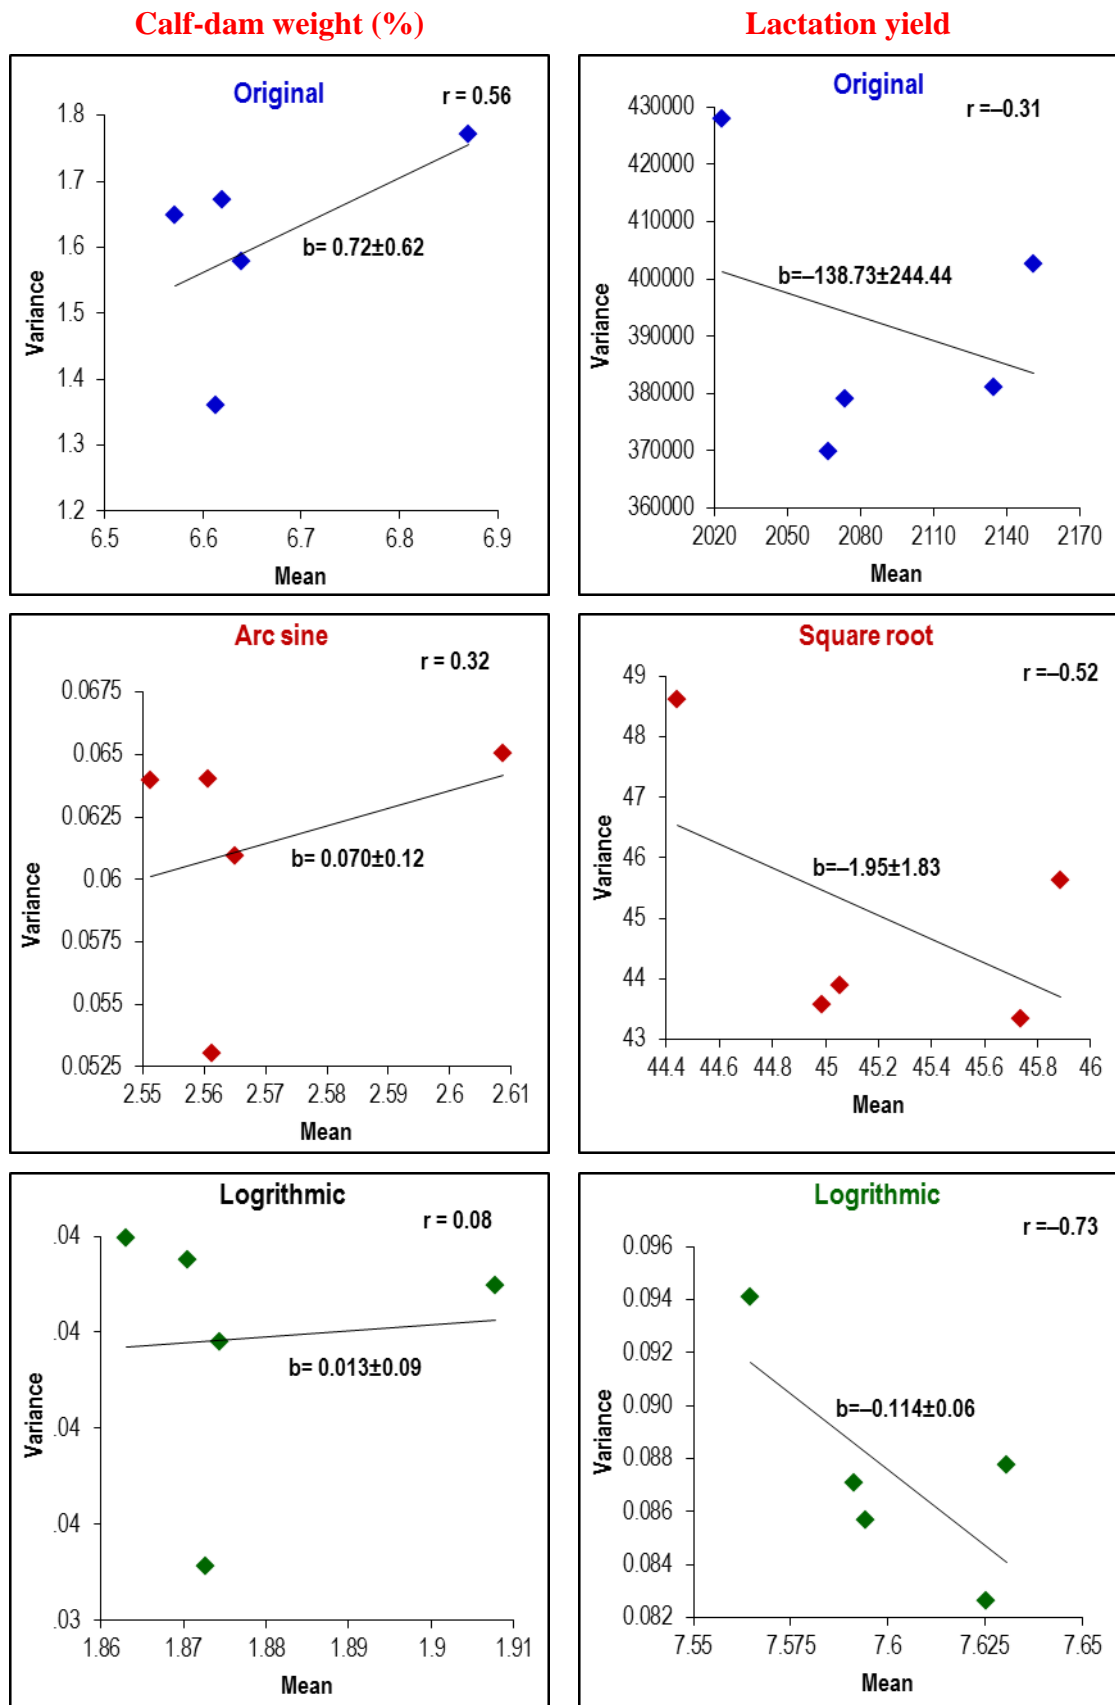 Calf-dam weight (%)
Lactation yield
Original
r = 0.56
1.8
1.7
1.6
1.5
1.4
1.3
1.2
Variance
b= 0.72±0.62
6.5 6.6 6.7 6.8 6.9
Mean
Original
r =–0.31
430000
420000
410000
400000
390000
380000
370000
360000
Variance
b=–138.73±244.44
2020 2050 2080 2110 2140 2170
Mean
Arc sine
r = 0.32
0.0675
0.065
0.0625
0.06
0.0575
0.055
0.0525
Variance
b= 0.070±0.12
2.55 2.56 2.57 2.58 2.59 2.6 2.61
Mean
Square root
r =–0.52
49
48
47
46
45
44
43
Variance
b=–1.95±1.83
44.4 44.6 44.8 45 45.2 45.4 45.6 45.8 46
Mean
Logrithmic
r = 0.08
.04
.04
.04
.04
.03
Variance
b= 0.013±0.09
1.86 1.87 1.88 1.89 1.9 1.91
Mean
Logrithmic
r =–0.73
0.096
0.094
0.092
0.090
0.088
0.086
0.084
0.082
Variance
b=–0.114±0.06
7.55 7.575 7.6 7.625 7.65
Mean